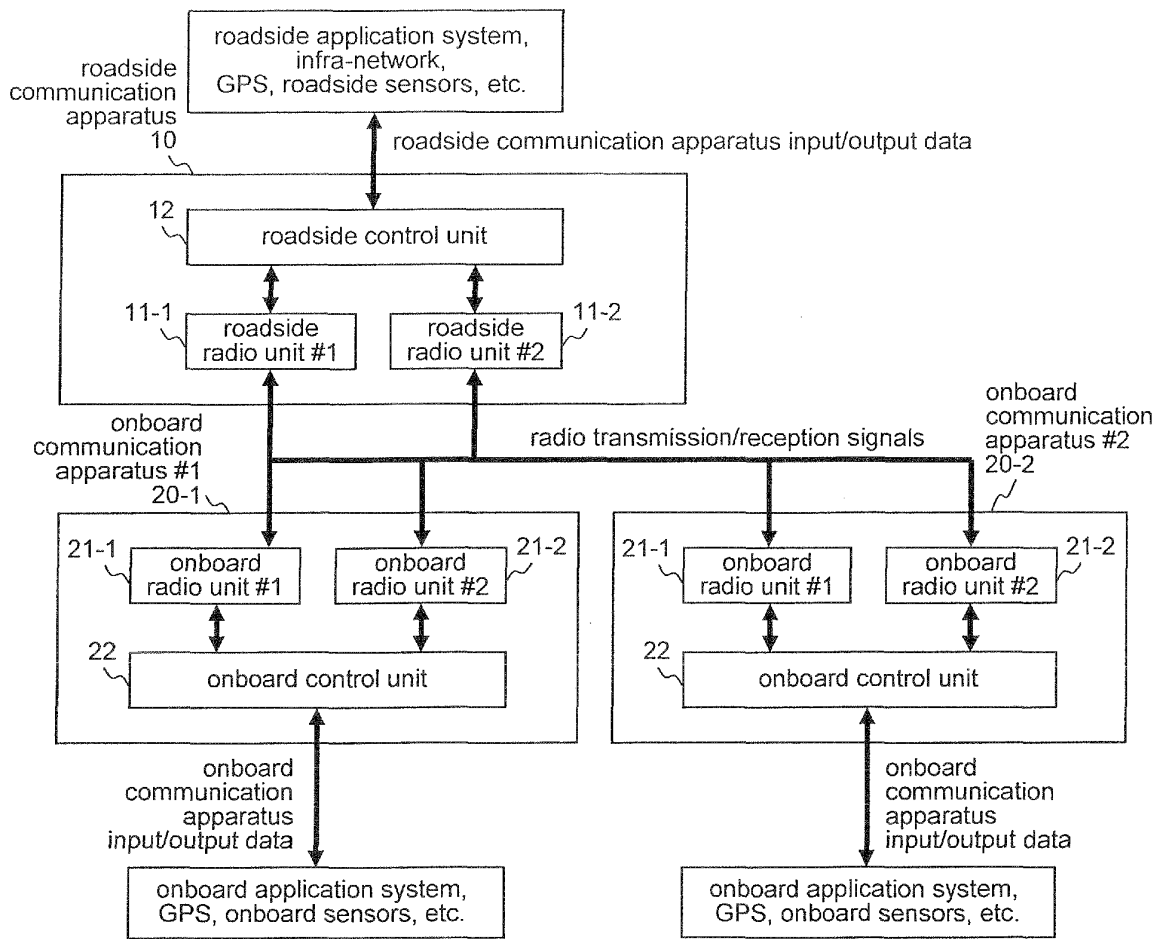 roadside application system,
infra-network,
GPS, roadside sensors, etc.
roadside
communication
apparatus
10
roadside communication apparatus input/output data
12
roadside control unit
11-1
roadside
radio unit #1
roadside
radio unit #2
11-2
onboard
communication
apparatus #1
20-1
radio transmission/reception signals
onboard
communication
apparatus #2
20-2
21-1
onboard
radio unit #1
onboard
radio unit #2
21-2
22
onboard control unit
21-1
onboard
radio unit #1
onboard
radio unit #2
21-2
22
onboard control unit
onboard
communication
apparatus
input/output data
onboard
communication
apparatus
input/output data
onboard application system,
GPS, onboard sensors, etc.
onboard application system,
GPS, onboard sensors, etc.